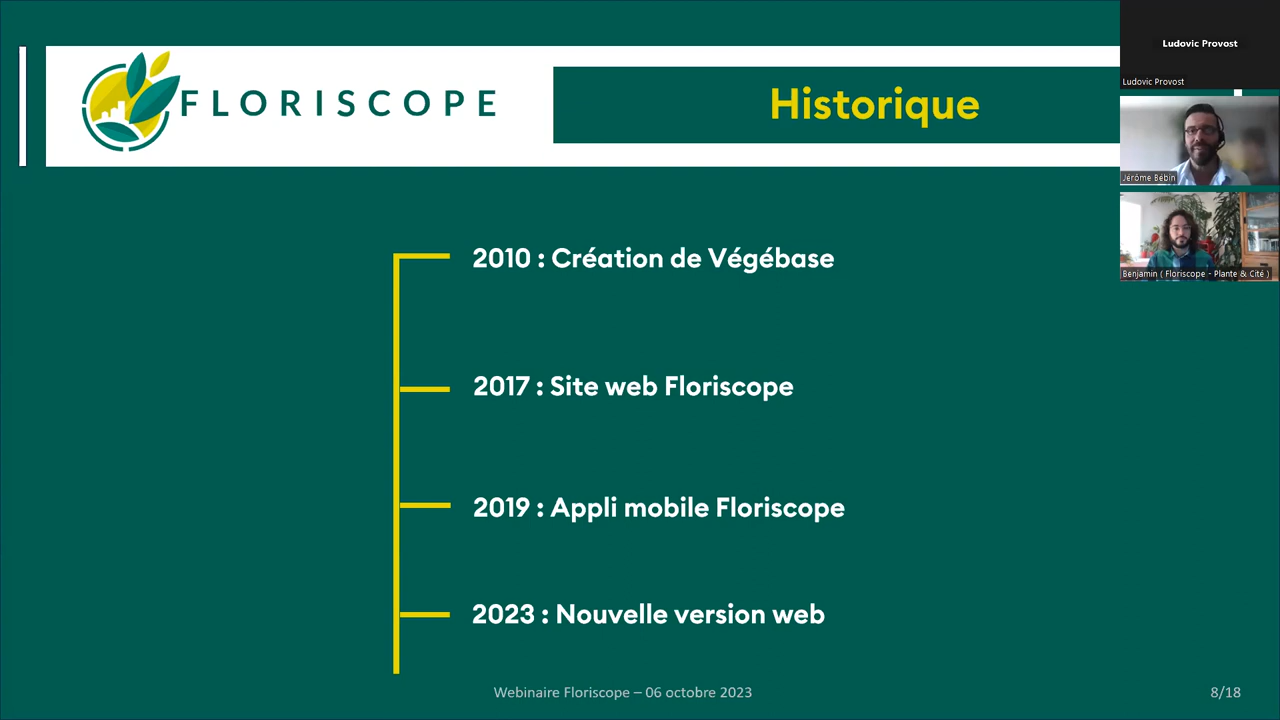 FLORISCOPE
Historique
Ludovic Provost
Ludovic Provost
Jérôme Bébin
Benjamin ( Floriscope - Plante & Cité )
2010 : Création de Végébase
2017 : Site web Floriscope
2019 : Appli mobile Floriscope
2023 : Nouvelle version web
Webinaire Floriscope – 06 octobre 2023
8/18